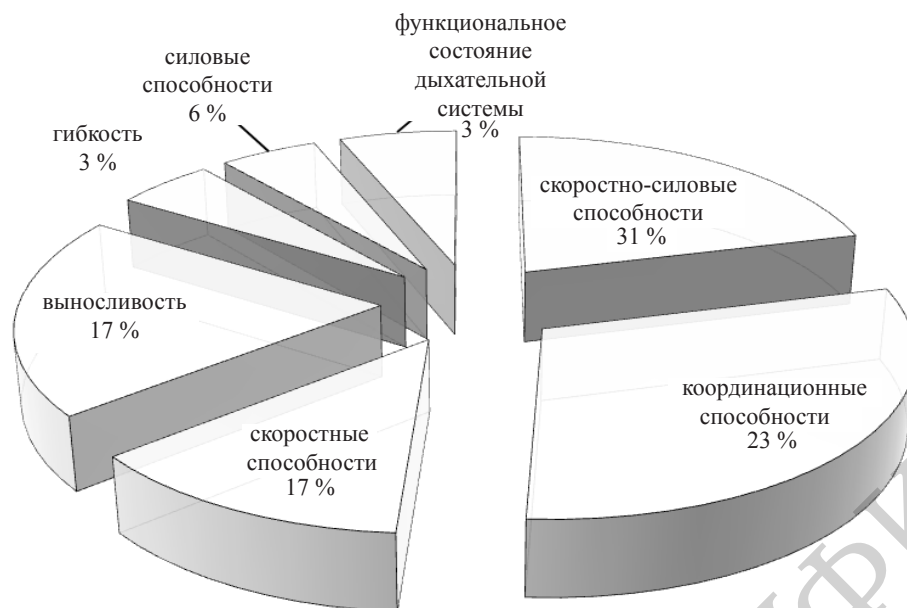 функциональное
состояние
дыхательной
системы
3 %
силовые
способности
6 %
гибкость
3 %
скоростно-силовые
способности
31 %
выносливость
17 %
координационные
способности
23 %
скоростные
способности
17 %